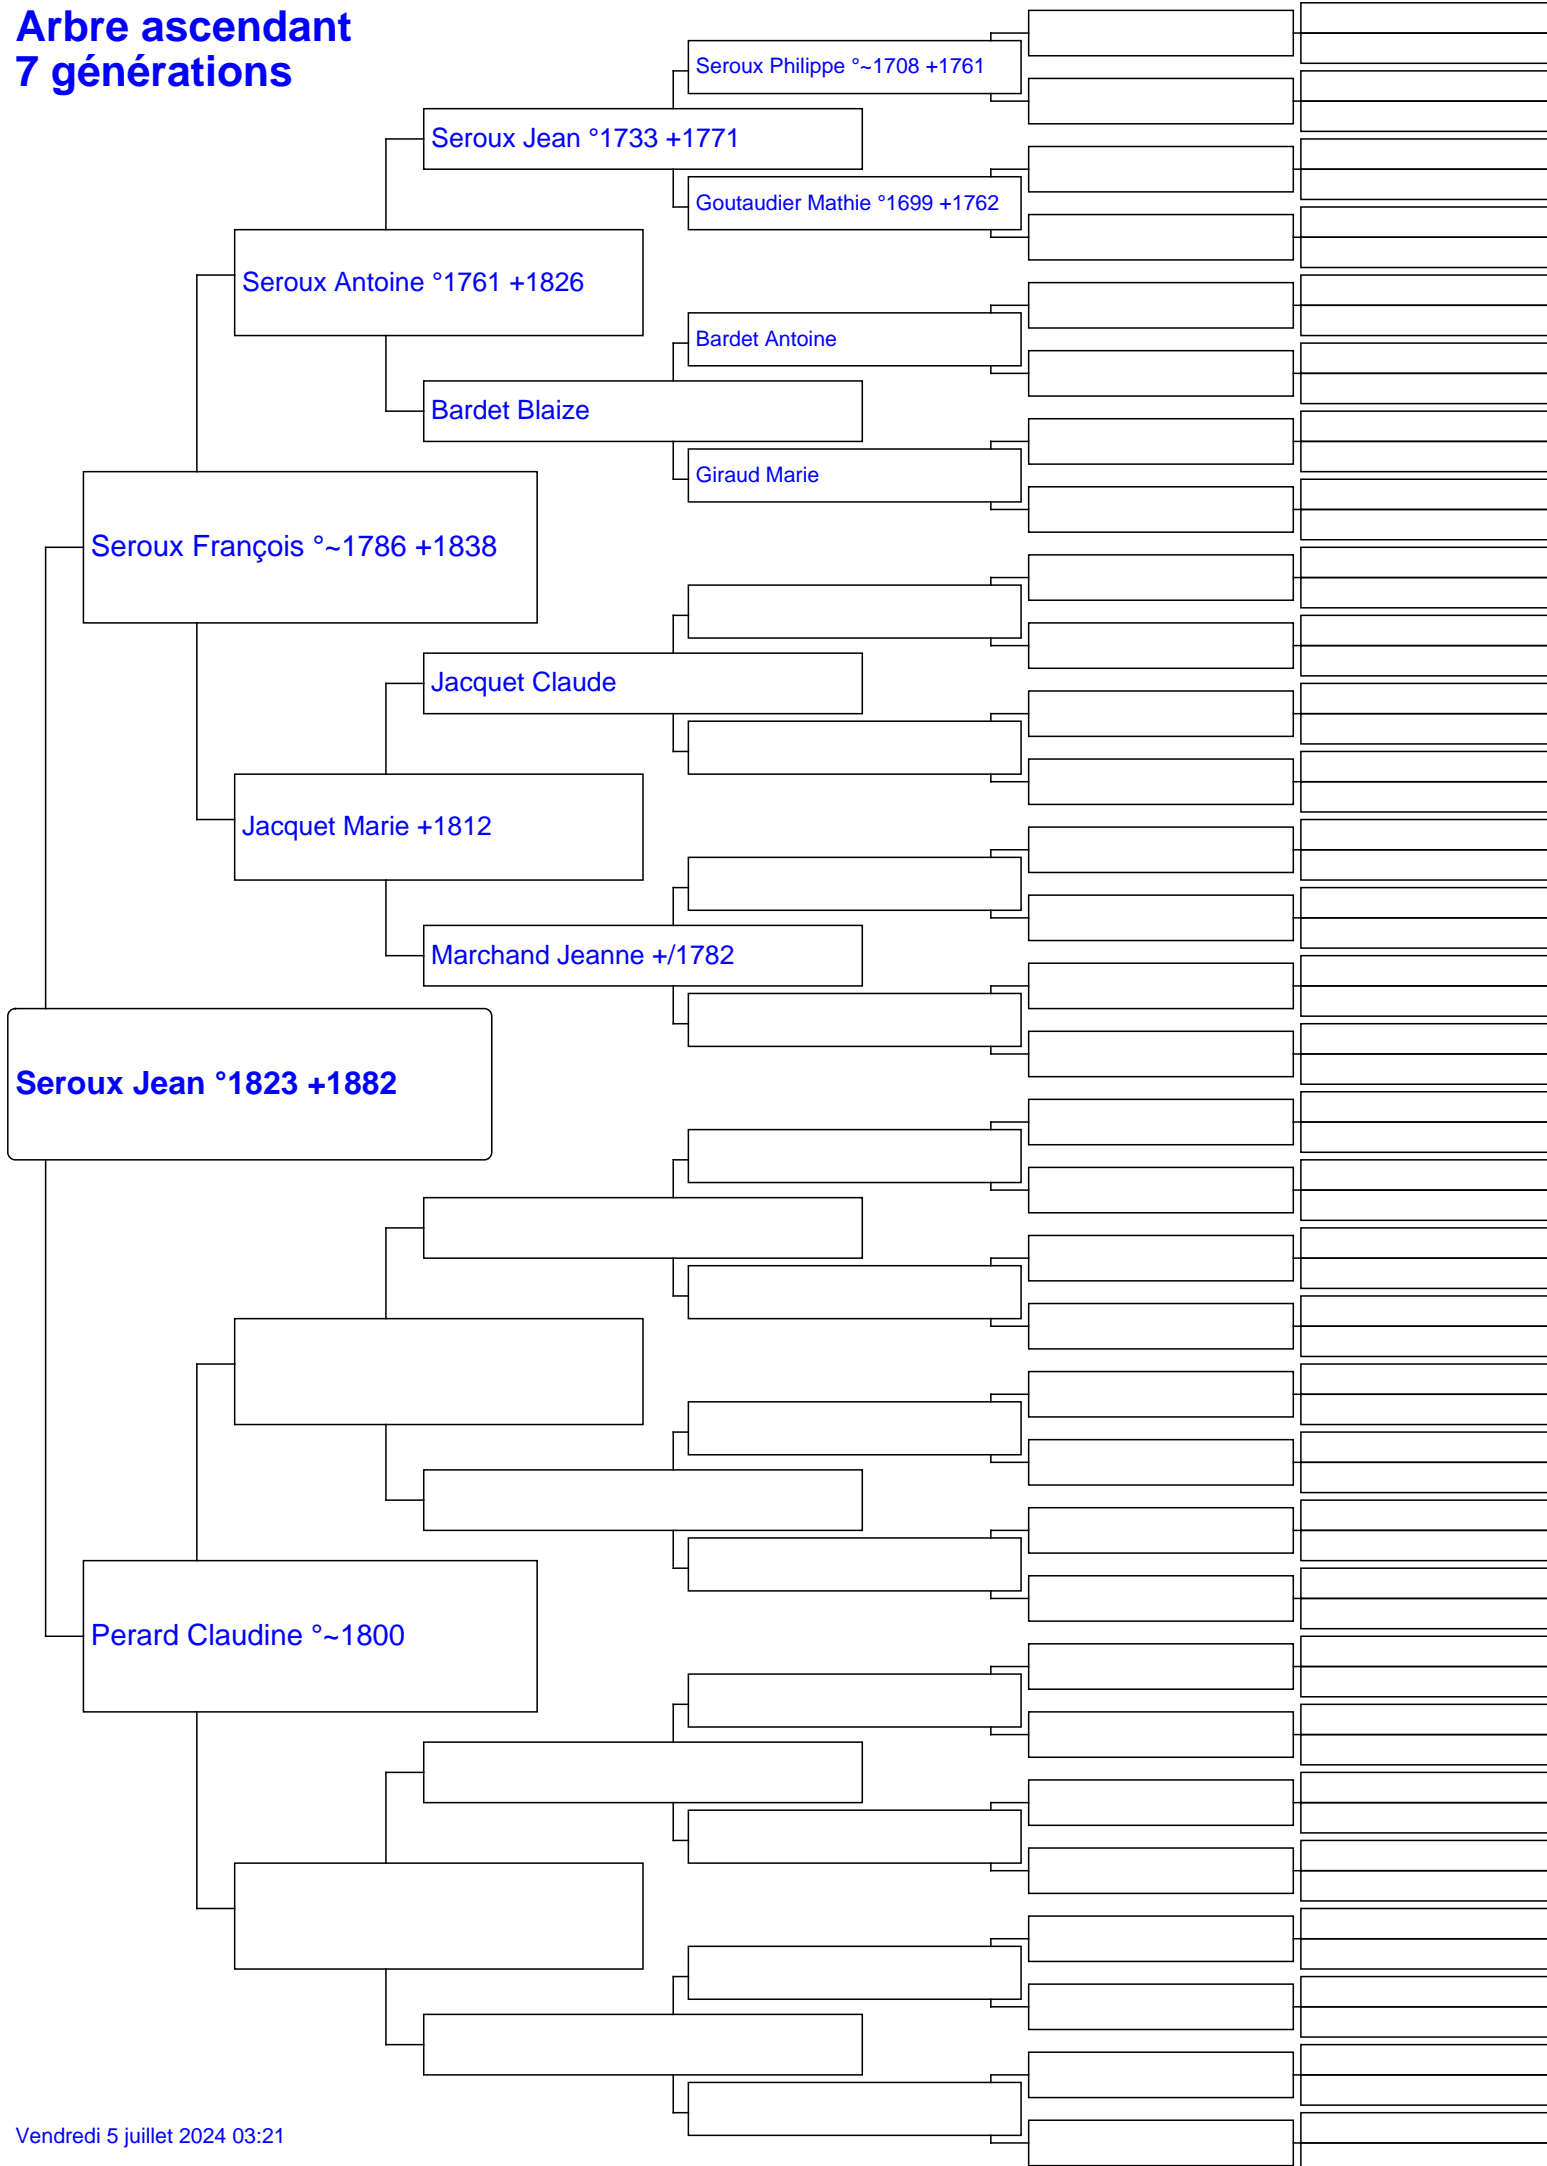 Arbre ascendant
7 générations
Seroux Philippe °~1708 +1761
Seroux Jean °1733 +1771
Goutaudier Mathie °1699 +1762
Seroux Antoine °1761 +1826
Bardet Antoine
Bardet Blaize
Giraud Marie
Seroux François °~1786 +1838
Jacquet Claude
Jacquet Marie +1812
Marchand Jeanne +/1782
Seroux Jean °1823 +1882
Perard Claudine °~1800
Vendredi 5 juillet 2024 03:21